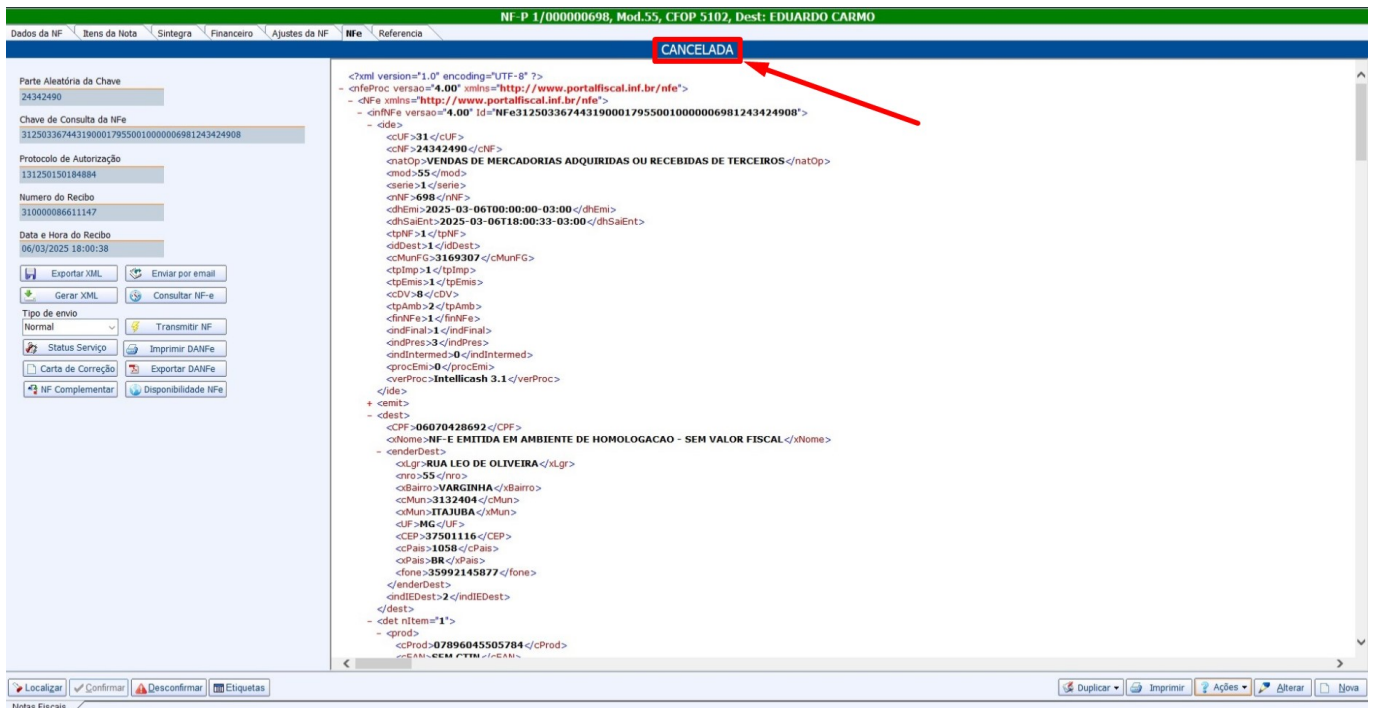 NF-P 1/000000698, Mod.55, CFOP 5102, Dest: EDUARDO CARMO
Dados da NF Itens da Nota Sintegra Financeiro Ajustes da NF NFe Referencia
CANCELADA
Parte Aleatória da Chave
24342490
Chave de Consulta da NFe
31250336744319000179550010000006981243424908
Protocolo de Autorização
131250150184884
Numero do Recibo
310000086611147
Data e Hora do Recibo
06/03/2025 18:00:38
Exportar XML Enviar por email
Gerar XML Consultar NF-e
Tipo de envio
Normal Transmitir NF
Status Serviço Imprimir DANFe
Carta de Correção Exportar DANFe
NF Complementar Disponibilidade NFe
<?xml version="1.0" encoding="UTF-8" ?>
- <nfeProc versao="4.00" xmlns="http://www.portalfiscal.inf.br/nfe">
- <NFe xmlns="http://www.portalfiscal.inf.br/nfe">
- <infNFe versao="4.00" Id="NFe31250336744319000179550010000006981243424908">
- <ide>
<cUF>31</cUF>
<cNF>24342490</cNF>
<natOp>VENDAS DE MERCADORIAS ADQUIRIDAS OU RECEBIDAS DE TERCEIROS</natOp>
<mod>55</mod>
<serie>1</serie>
<nNF>698</nNF>
<dhEmi>2025-03-06T00:00:00-03:00</dhEmi>
<dhSaiEnt>2025-03-06T18:00:33-03:00</dhSaiEnt>
<tpNF>1</tpNF>
<idDest>1</idDest>
<cMunFG>3169307</cMunFG>
<tpImp>1</tpImp>
<tpEmis>1</tpEmis>
<cDV>8</cDV>
<tpAmb>2</tpAmb>
<finNFe>1</finNFe>
<indFinal>1</indFinal>
<indPres>3</indPres>
<indIntermed>0</indIntermed>
<procEmi>0</procEmi>
<verProc>Intellicash 3.1</verProc>
</ide>
+ <emit>
- <dest>
<CPF>06070428692</CPF>
<xNome>NF-E EMITIDA EM AMBIENTE DE HOMOLOGACAO - SEM VALOR FISCAL</xNome>
- <enderDest>
<xLgr>RUA LEO DE OLIVEIRA</xLgr>
<nro>55</nro>
<xBairro>VARGINHA</xBairro>
<cMun>3132404</cMun>
<xMun>ITAJUBA</xMun>
<UF>MG</UF>
<CEP>37501116</CEP>
<cPais>1058</cPais>
<xPais>BR</xPais>
<fone>35992145877</fone>
</enderDest>
<indIEDest>2</indIEDest>
</dest>
- <det nItem="1">
- <prod>
<cProd>07896045505784</cProd>
<cEAN>SEM GTIN</cEAN>
Localizar Confirmar Desconfirmar Etiquetas Duplicar Imprimir Ações Alterar Nova
Notas Fiscais